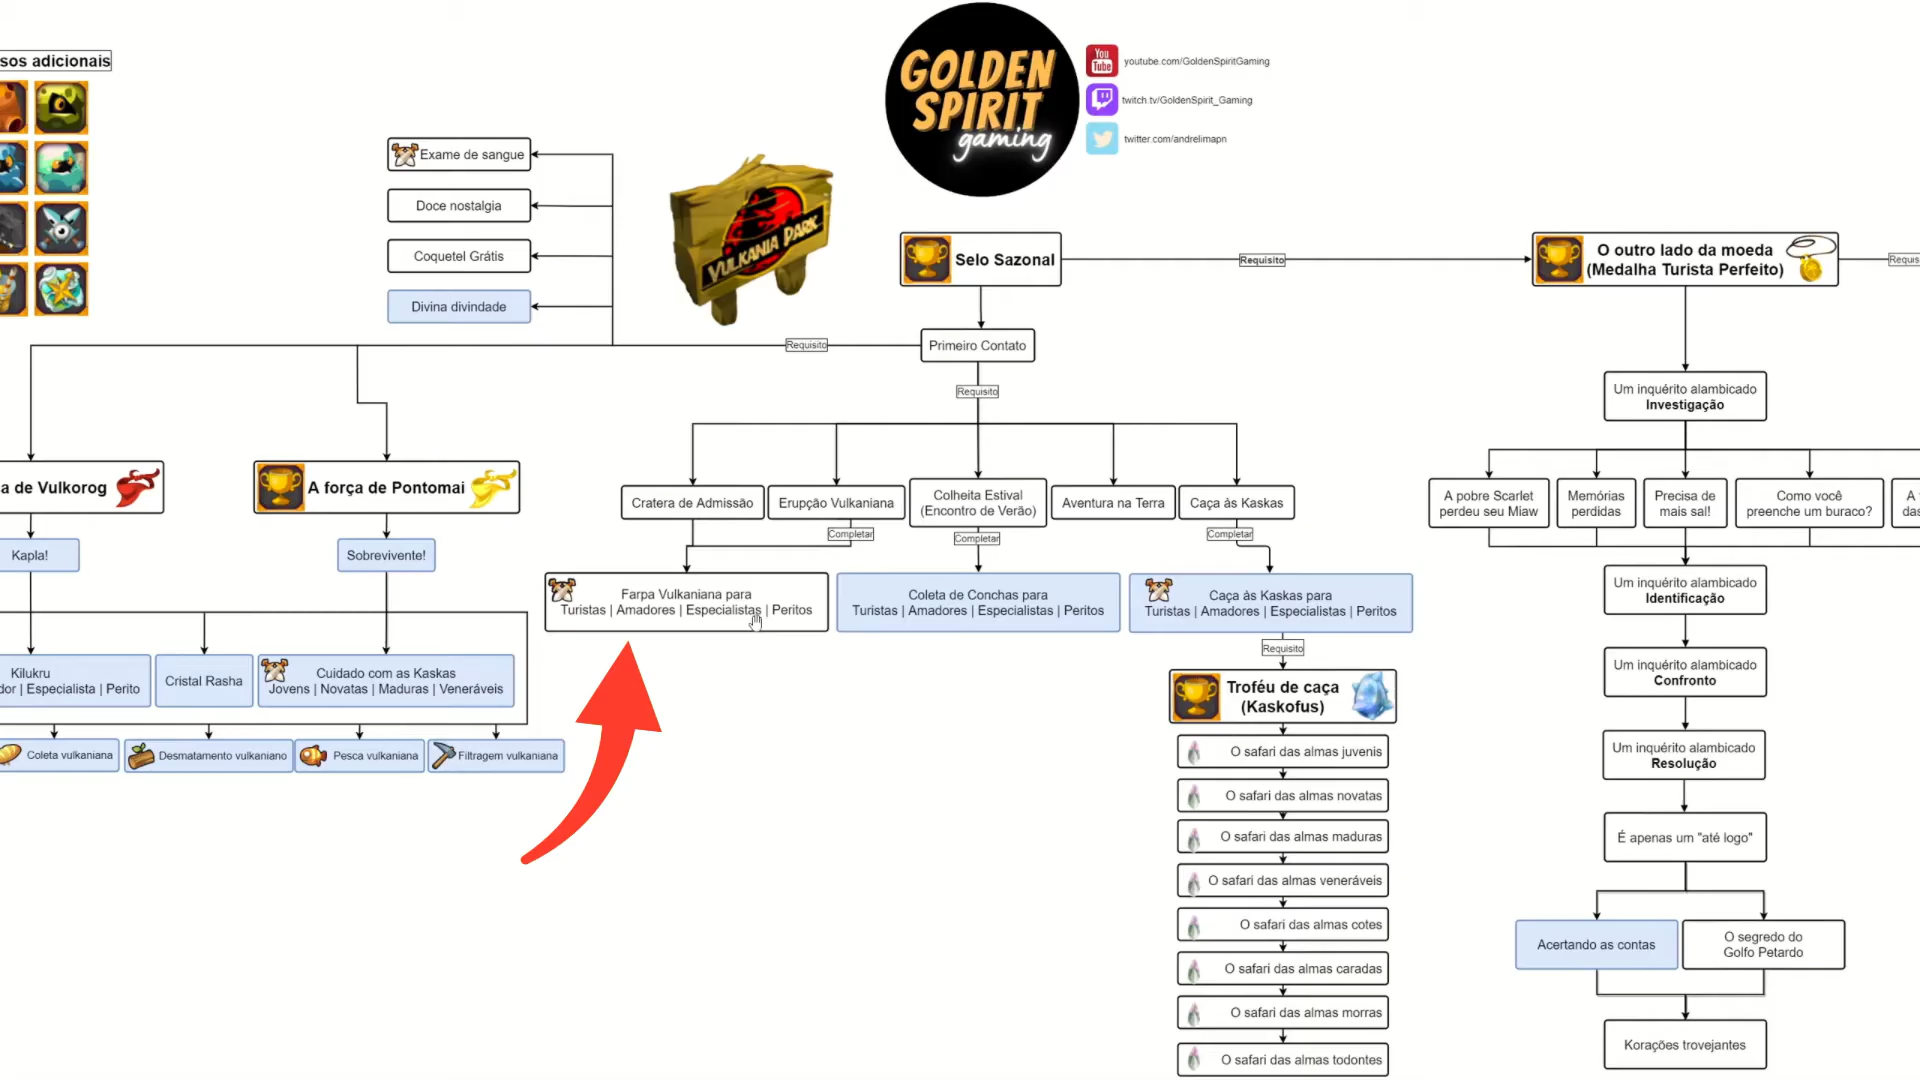 sos adicionais
GOLDEN
SPIRIT
gaming
You
Tube
youtube.com/GoldenSpiritGaming
twitch.tv/GoldenSpirit_Gaming
twitter.com/andrelimapn
Exame de sangue
Doce nostalgia
Coquetel Grátis
Divina divindade
VULKANIA PARK
Selo Sazonal
Requisito
O outro lado da moeda
(Medalha Turista Perfeito)
Requis
Requisito
Primeiro Contato
Requisito
Um inquérito alambicado
Investigação
a de Vulkorog
A força de Pontomai
Cratera de Admissão
Erupção Vulkaniana
Colheita Estival
(Encontro de Verão)
Aventura na Terra
Caça às Kaskas
A pobre Scarlet
perdeu seu Miaw
Memórias
perdidas
Precisa de
mais sal!
Como você
preenche um buraco?
A
das
Completar
Completar
Completar
Kapla!
Sobrevivente!
Farpa Vulkaniana para
Turistas | Amadores | Especialistas | Peritos
Coleta de Conchas para
Turistas | Amadores | Especialistas | Peritos
Caça às Kaskas para
Turistas | Amadores | Especialistas | Peritos
Um inquérito alambicado
Identificação
Requisito
Kilukru
dor | Especialista | Perito
Cristal Rasha
Cuidado com as Kaskas
Jovens | Novatas | Maduras | Veneráveis
Troféu de caça
(Kaskofus)
Um inquérito alambicado
Confronto
Coleta vulkaniana
Desmatamento vulkaniano
Pesca vulkaniana
Filtragem vulkaniana
O safari das almas juvenis
Um inquérito alambicado
Resolução
O safari das almas novatas
O safari das almas maduras
É apenas um "até logo"
O safari das almas veneráveis
O safari das almas cotes
Acertando as contas
O segredo do
Golfo Petardo
O safari das almas caradas
O safari das almas morras
Korações trovejantes
O safari das almas todontes